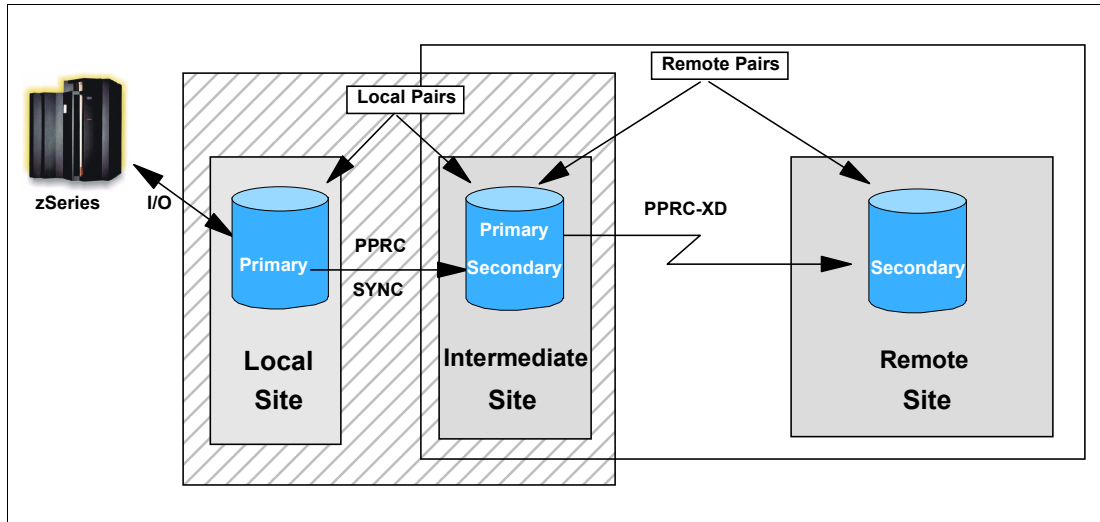 Remote Pairs
Local Pairs
zSeries
I/O
Primary
PPRC
SYNC
Primary
Secondary
PPRC-XD
Secondary
Local
Site
Intermediate
Site
Remote
Site